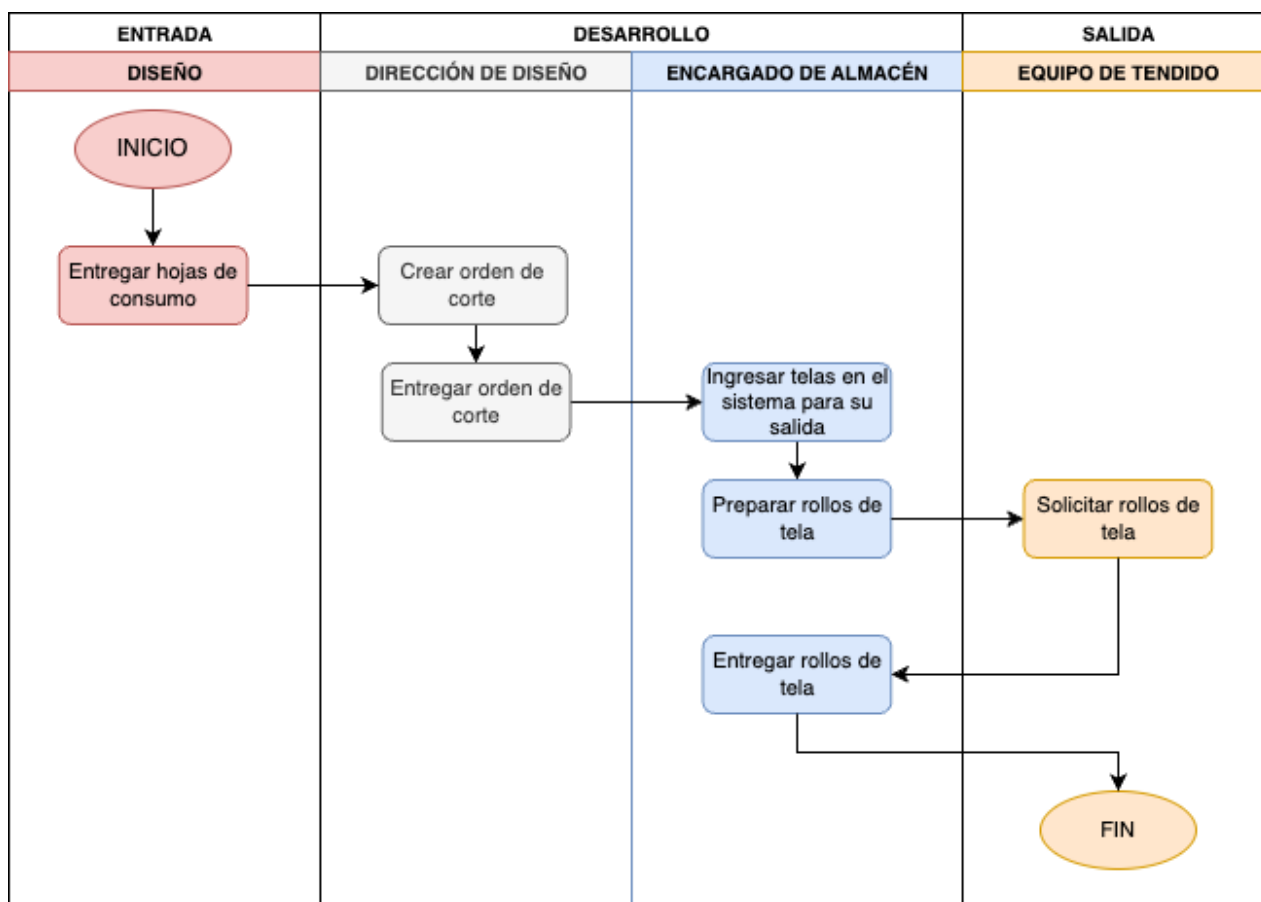 ENTRADA
DESARROLLO
SALIDA
DISEÑO
DIRECCIÓN DE DISEÑO
ENCARGADO DE ALMACÉN
EQUIPO DE TENDIDO
INICIO
Entregar hojas de
consumo
Crear orden de
corte
Entregar orden de
corte
Ingresar telas en el
sistema para su
salida
Preparar rollos de
tela
Solicitar rollos de
tela
Entregar rollos de
tela
FIN